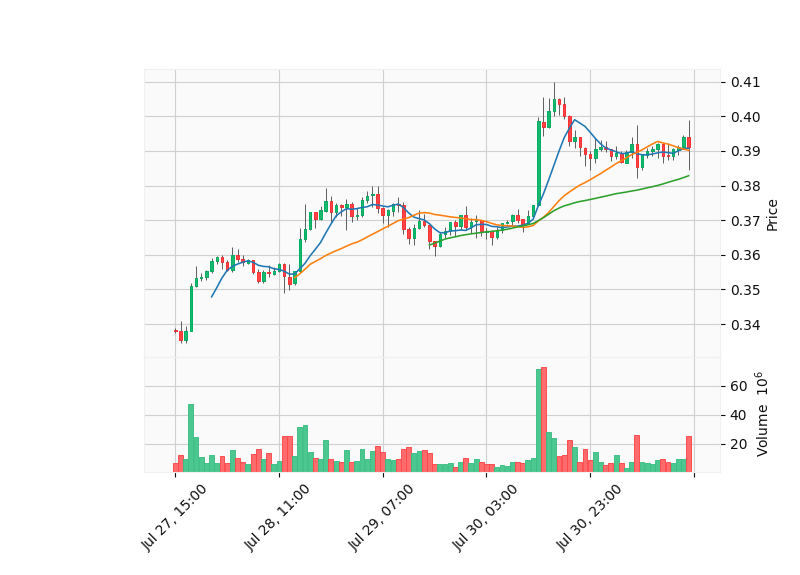 0.41
0.40
0.39
0.38
0.37
0.36
0.35
0.34
Price
60
40
20
Volume 10^6
Jul 27, 15:00
Jul 28, 11:00
Jul 29, 07:00
Jul 30, 03:00
Jul 30, 23:00